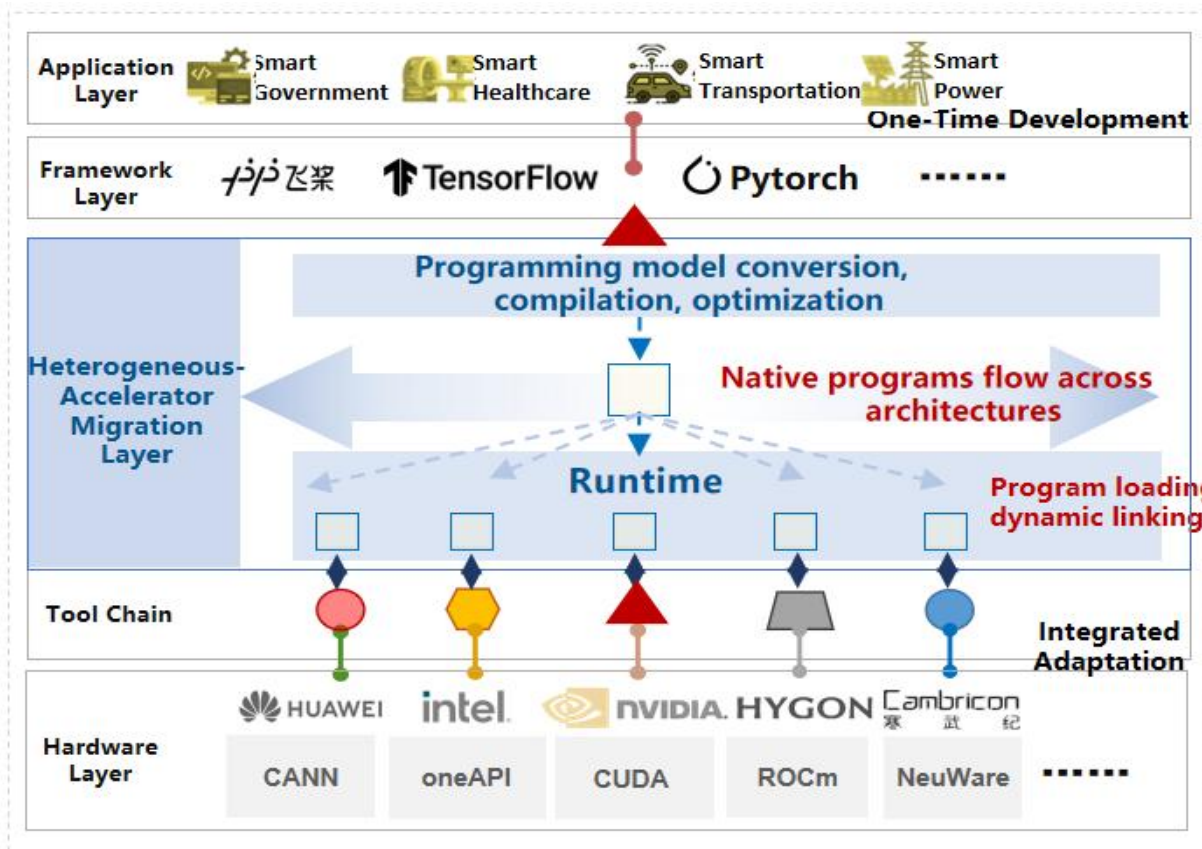 Application
Layer
Smart
Government
Smart
Healthcare
Smart
Transportation
Smart
Power
One-Time Development
Framework
Layer
飞桨
TensorFlow
Pytorch
......
Programming model conversion,
compilation, optimization
Heterogeneous-
Accelerator
Migration
Layer
Native programs flow across
architectures
Runtime
Program loading
dynamic linking
Tool Chain
Integrated
Adaptation
Hardware
Layer
HUAWEI
intel.
NVIDIA.
HYGON
Cambricon
寒 武 纪
CANN
oneAPI
CUDA
ROCm
NeuWare
......